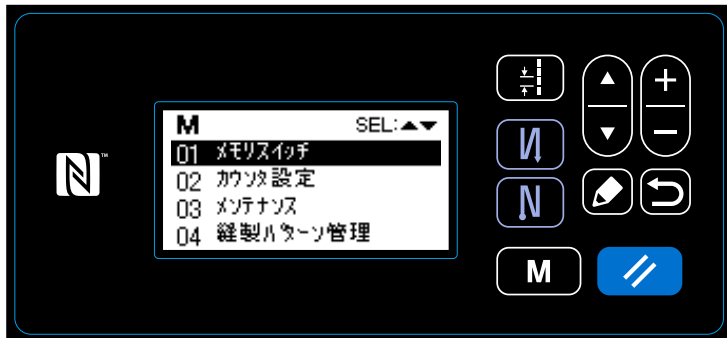 M SEL:▲▼
01 メモリスイッチ
02 カウンタ設定
03 メンテナンス
04 縫製パターン管理
M